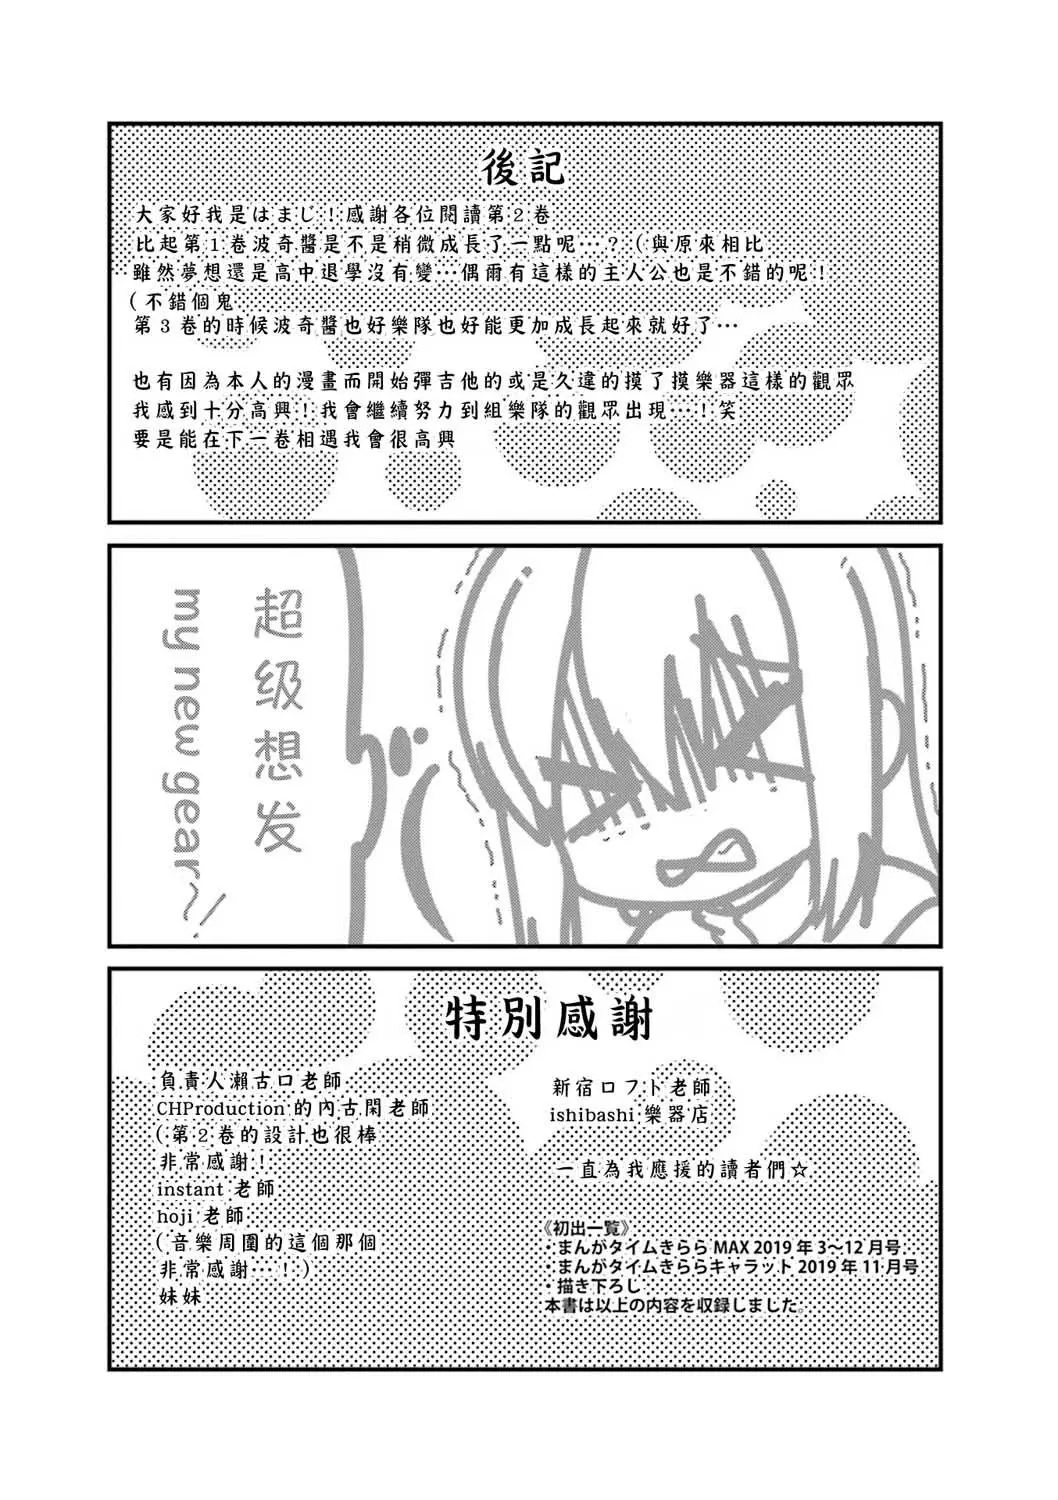 後記
大家好我是はまじ！感謝各位閱讀第2卷
比起第1卷波奇醬是不是稍微成長了一點呢…？（與原來相比
雖然夢想還是高中退學沒有變…偶爾有這樣的主人公也是不錯的呢！
（不錯個鬼
第3卷的時候波奇醬也好樂隊也好能更加成長起來就好了…
也有因為本人的漫畫而開始彈吉他的或是久違的摸了摸樂器這樣的觀眾
我感到十分高興！我會繼續努力到組樂隊的觀眾出現…！笑
要是能在下一卷相遇我會很高興
超级想发
my new gear〜！
特別感謝
負責人瀨古口老師
CHProduction的內古閑老師
（第2卷的設計也很棒
非常感謝！
instant老師
hoji老師
（音樂周圍的這個那個
非常感謝…！）
妹妹
新宿ロフト老師
ishibashi樂器店
一直為我應援的讀者們☆
《初出一覧》
・まんがタイムきららMAX 2019年3〜12月号
・まんがタイムきららキャラット2019年11月号
・描き下ろし
本書は以上の内容を収録しました。